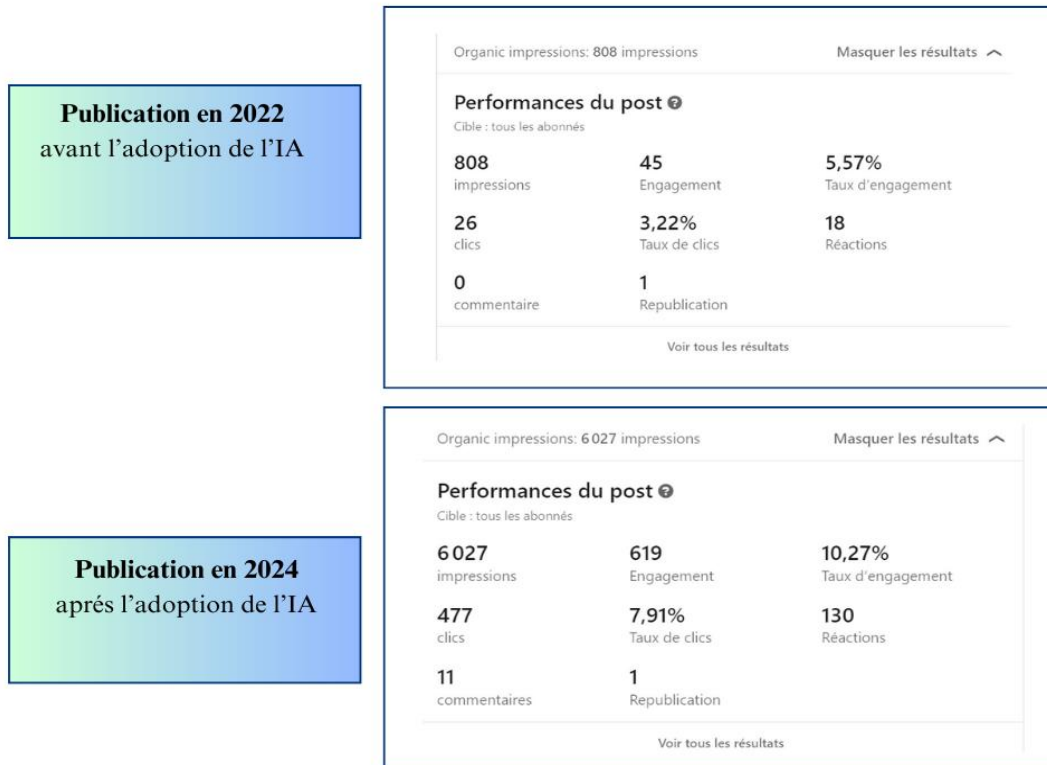 Publication en 2022
avant l’adoption de l’IA
Organic impressions: 808 impressions Masquer les résultats
Performances du post
Cible : tous les abonnés
808 45 5,57%
impressions Engagement Taux d'engagement
26 3,22% 18
clics Taux de clics Réactions
0 1
commentaire Republication
Voir tous les résultats
Publication en 2024
aprés l’adoption de l’IA
Organic impressions: 6 027 impressions Masquer les résultats
Performances du post
Cible : tous les abonnés
6 027 619 10,27%
impressions Engagement Taux d'engagement
477 7,91% 130
clics Taux de clics Réactions
11 1
commentaires Republication
Voir tous les résultats